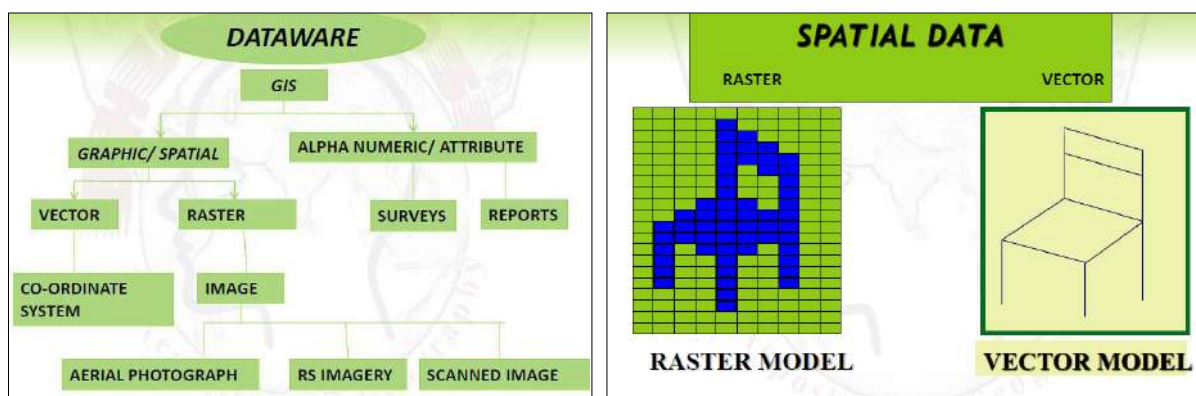 DATAWARE
GIS
GRAPHIC/ SPATIAL
ALPHA NUMERIC/ ATTRIBUTE
VECTOR
RASTER
SURVEYS
REPORTS
CO-ORDINATE
SYSTEM
IMAGE
AERIAL PHOTOGRAPH
RS IMAGERY
SCANNED IMAGE
SPATIAL DATA
RASTER
VECTOR
RASTER MODEL
VECTOR MODEL